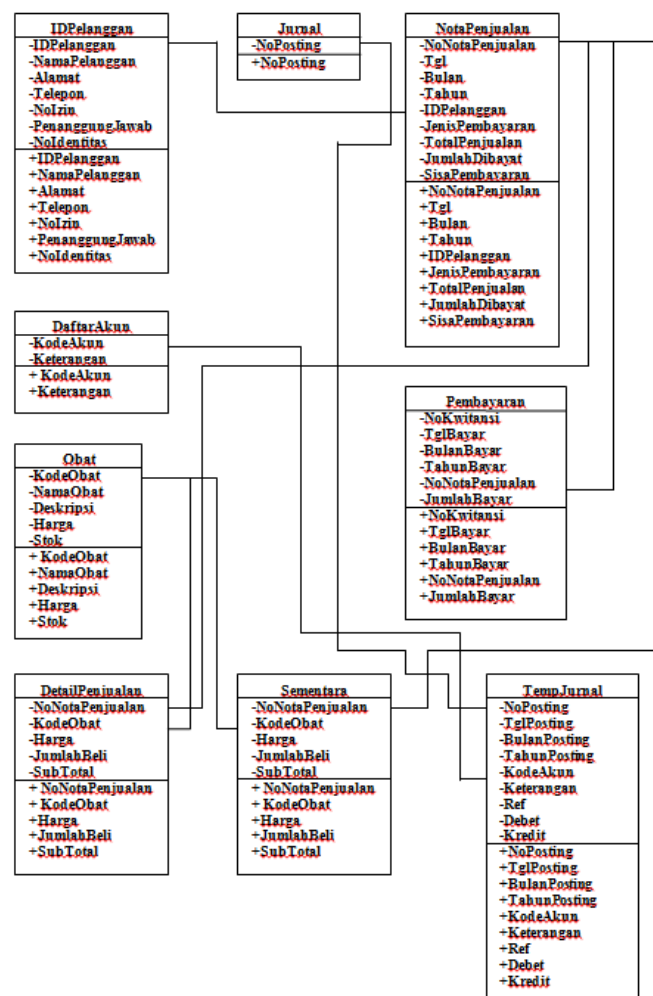 IDPelanggan
-IDPelanggan
-NamaPelanggan
-Alamat
-Telepon
-NoIzin
-PenanggungJawab
-NoIdentitas
+IDPelanggan
+NamaPelanggan
+Alamat
+Telepon
+NoIzin
+PenanggungJawab
+NoIdentitas
Jurnal
-NoPosting
+NoPosting
NotaPenjualan
-NoNotaPenjualan
-Tgl
-Bulan
-Tahun
-IDPelanggan
-JenisPembayaran
-TotalPenjualan
-JumlahDibayat
-SisaPembayaran
+NoNotaPenjualan
+Tgl
+Bulan
+Tahun
+IDPelanggan
+JenisPembayaran
+TotalPenjualan
+JumlahDibayat
+SisaPembayaran
DaftarAkun
-KodeAkun
-Keterangan
+ KodeAkun
+Keterangan
Pembayaran
-NoKwitansi
-TglBayar
-BulanBayar
-TahunBayar
-NoNotaPenjualan
-JumlahBayar
+NoKwitansi
+TglBayar
+BulanBayar
+TahunBayar
+NoNotaPenjualan
+JumlahBayar
Obat
-KodeObat
-NamaObat
-Deskripsi
-Harga
-Stok
+ KodeObat
+NamaObat
+Deskripsi
+Harga
+Stok
DetailPenjualan
-NoNotaPenjualan
-KodeObat
-Harga
-JumlahBeli
-SubTotal
+ NoNotaPenjualan
+ KodeObat
+Harga
+JumlahBeli
+SubTotal
Sementara
-NoNotaPenjualan
-KodeObat
-Harga
-JumlahBeli
-SubTotal
+ NoNotaPenjualan
+ KodeObat
+Harga
+JumlahBeli
+SubTotal
TempJurnal
-NoPosting
-TglPosting
-BulanPosting
-TahunPosting
-KodeAkun
-Keterangan
-Ref
-Debet
-Kredit
+NoPosting
+TglPosting
+BulanPosting
+TahunPosting
+KodeAkun
+Keterangan
+Ref
+Debet
+Kredit